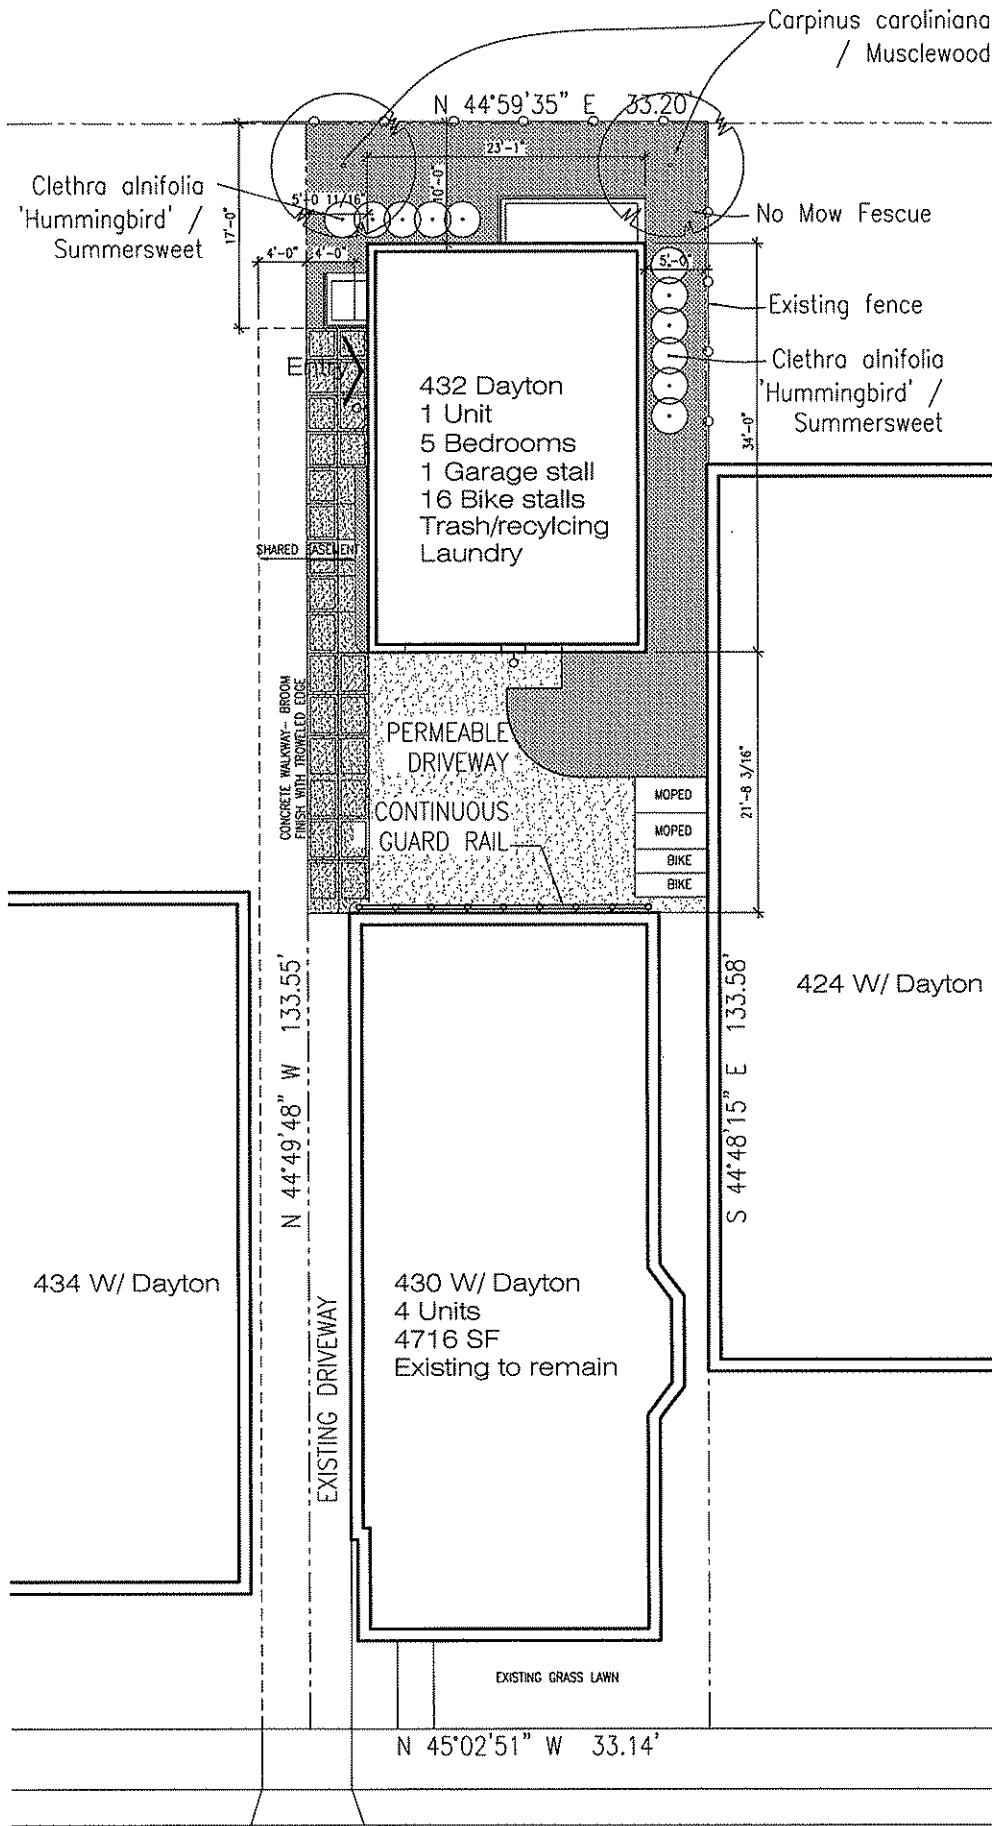 Carpinus caroliniana
/ Musclewood
N 44°59'35" E 33.20'
23'-1"
Clethra alnifolia
'Hummingbird' /
Summersweet
5'-0 11/16"
10'-0"
17'-0"
No Mow Fescue
4'-0"
4'-0"
5'-0"
Existing fence
Clethra alnifolia
'Hummingbird' /
Summersweet
34'-0"
Entry
432 Dayton
1 Unit
5 Bedrooms
1 Garage stall
16 Bike stalls
Trash/recylcing
Laundry
SHARED EASEMENT
CONCRETE WALKWAY- BROOM
FINISH WITH TROWELED EDGE
PERMEABLE
DRIVEWAY
CONTINUOUS
GUARD RAIL
MOPED
MOPED
BIKE
BIKE
21'-8 3/16"
N 44°49'48" W 133.55'
S 44°48'15" E 133.58'
424 W/ Dayton
434 W/ Dayton
430 W/ Dayton
4 Units
4716 SF
Existing to remain
EXISTING DRIVEWAY
EXISTING GRASS LAWN
N 45°02'51" W 33.14'